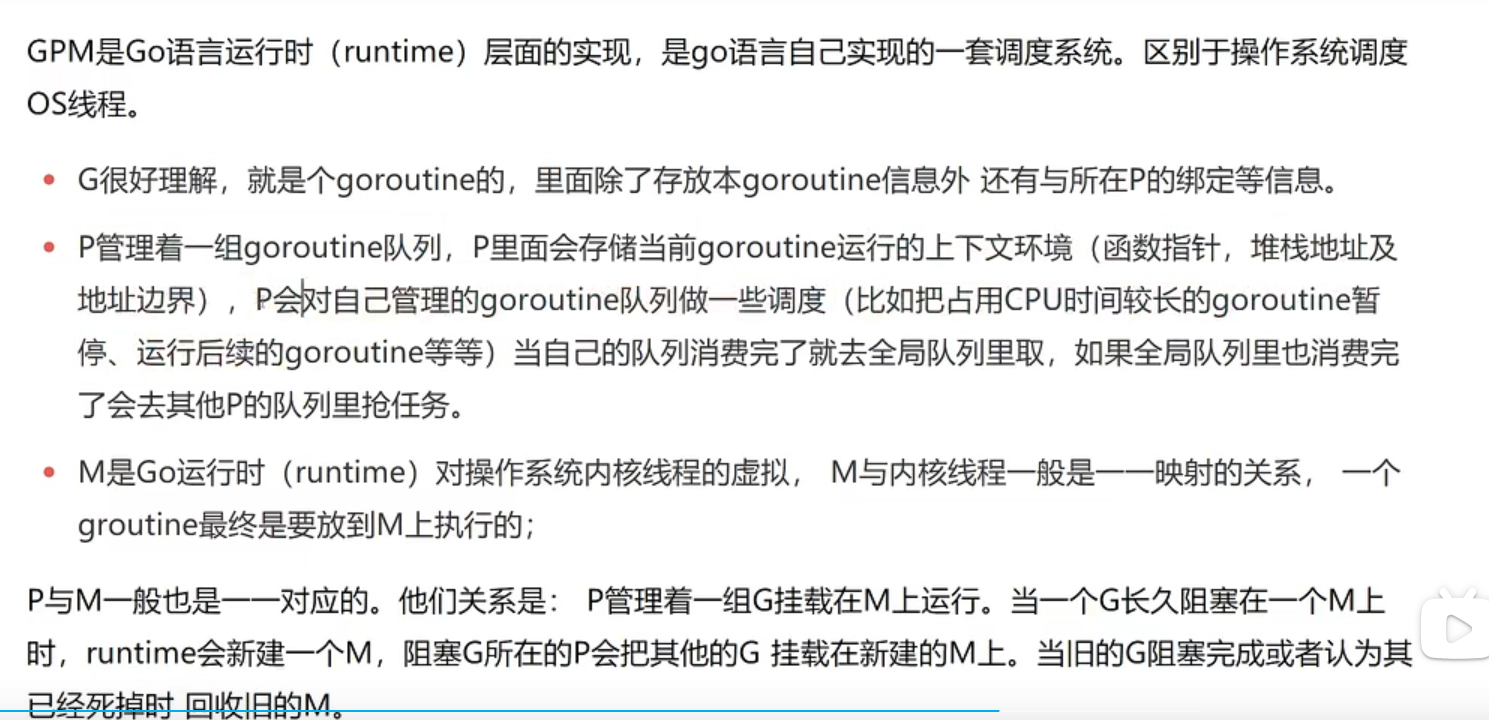 GPM是Go语言运行时（runtime）层面的实现，是go语言自己实现的一套调度系统。区别于操作系统调度
OS线程。
G很好理解，就是个goroutine的，里面除了存放本goroutine信息外 还有与所在P的绑定等信息。
P管理着一组goroutine队列，P里面会存储当前goroutine运行的上下文环境（函数指针，堆栈地址及
地址边界），P会对自己管理的goroutine队列做一些调度（比如把占用CPU时间较长的goroutine暂
停、运行后续的goroutine等等）当自己的队列消费完了就去全局队列里取，如果全局队列里也消费完
了会去其他P的队列里抢任务。
M是Go运行时（runtime）对操作系统内核线程的虚拟， M与内核线程一般是一一映射的关系， 一个
groutine最终是要放到M上执行的；
P与M一般也是一一对应的。他们关系是： P管理着一组G挂载在M上运行。当一个G长久阻塞在一个M上
时，runtime会新建一个M，阻塞G所在的P会把其他的G 挂载在新建的M上。当旧的G阻塞完成或者认为其
已经死掉时 回收旧的M。